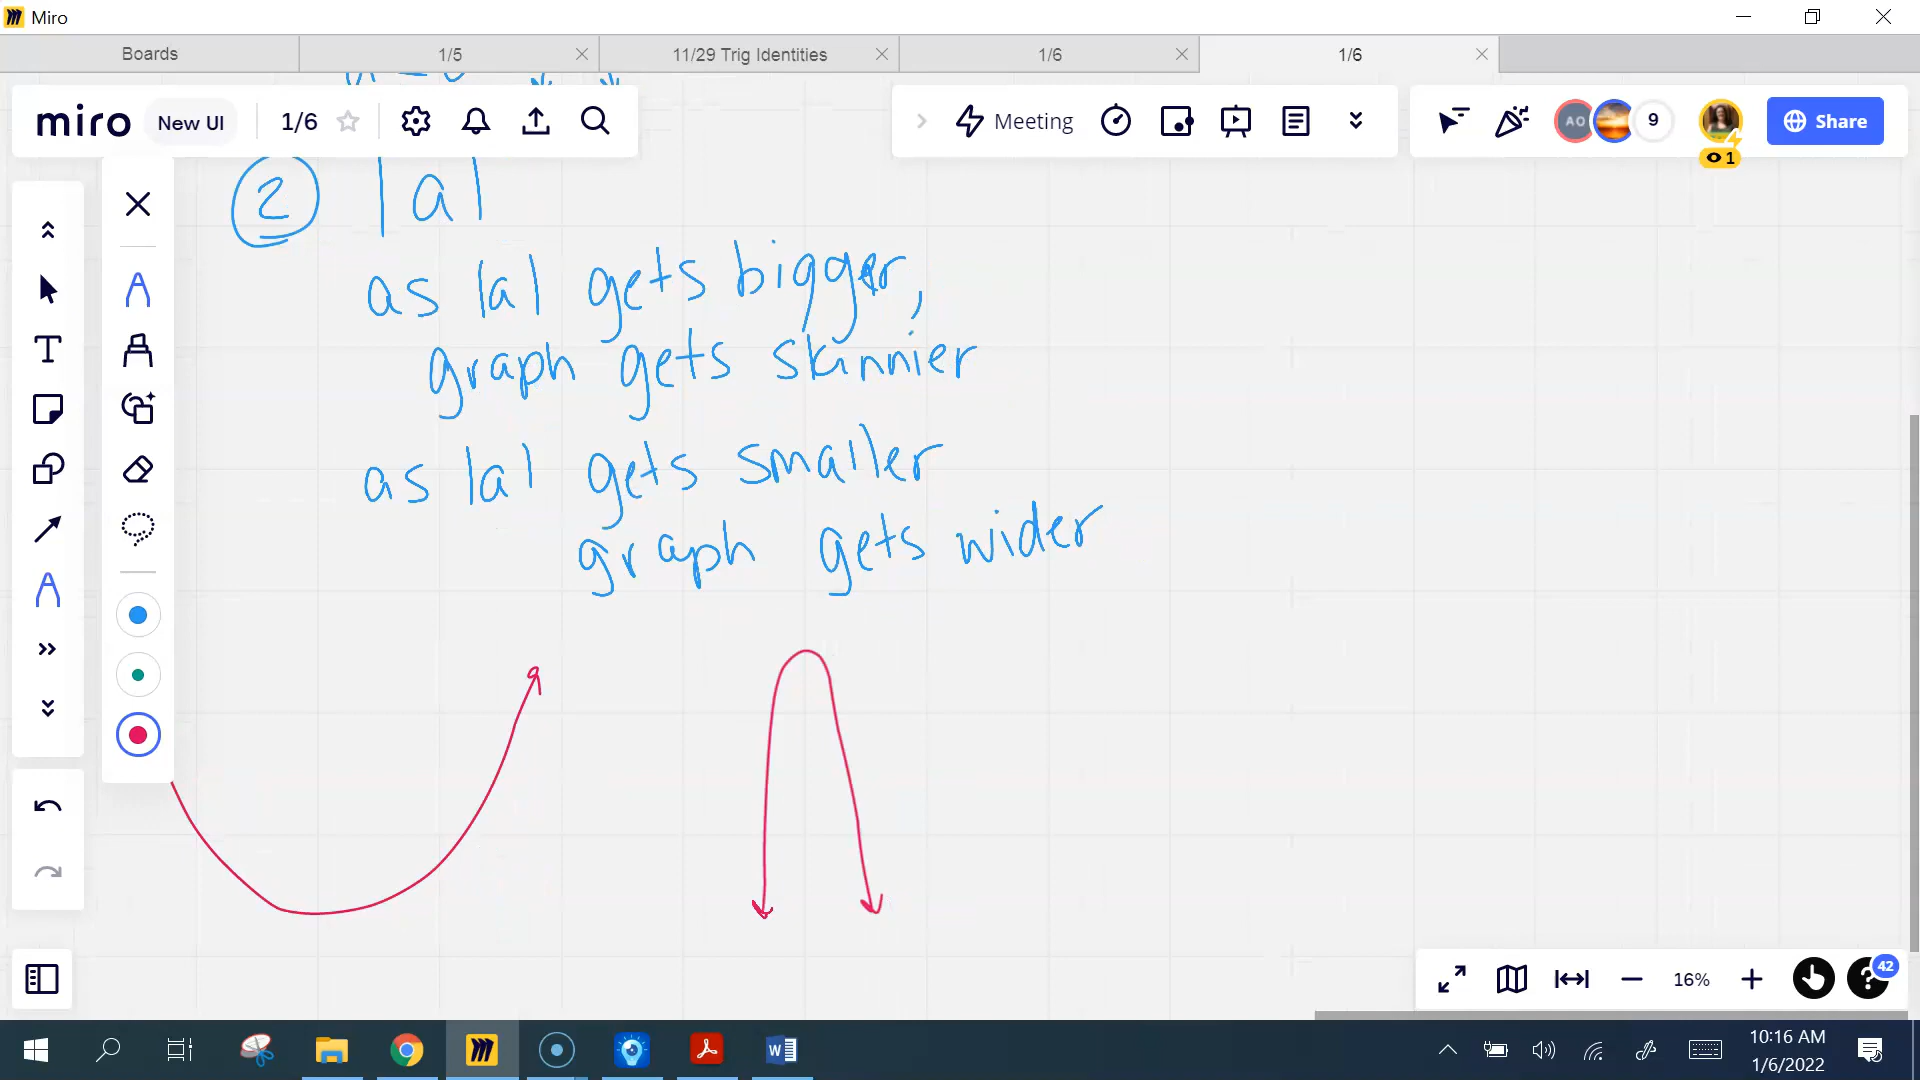 Miro
Boards 1/5 11/29 Trig Identities 1/6 1/6
miro New UI 1/6 Meeting AO 9 Share
1
② |a|
as |a| gets bigger,
graph gets skinnier
as |a| gets smaller
graph gets wider
16% 42
10:16 AM
1/6/2022